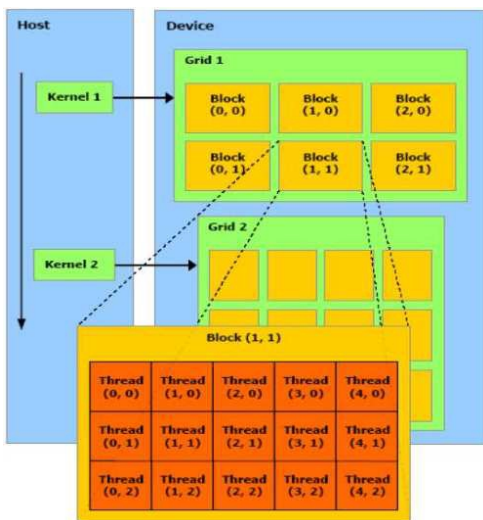 Host
Device
Grid 1
Kernel 1
Block Block Block
(0, 0) (1, 0) (2, 0)
Block Block Block
(0, 1) (1, 1) (2, 1)
Grid 2
Kernel 2
Block (1, 1)
Thread Thread Thread Thread Thread
(0, 0) (1, 0) (2, 0) (3, 0) (4, 0)
Thread Thread Thread Thread Thread
(0, 1) (1, 1) (2, 1) (3, 1) (4, 1)
Thread Thread Thread Thread Thread
(0, 2) (1, 2) (2, 2) (3, 2) (4, 2)